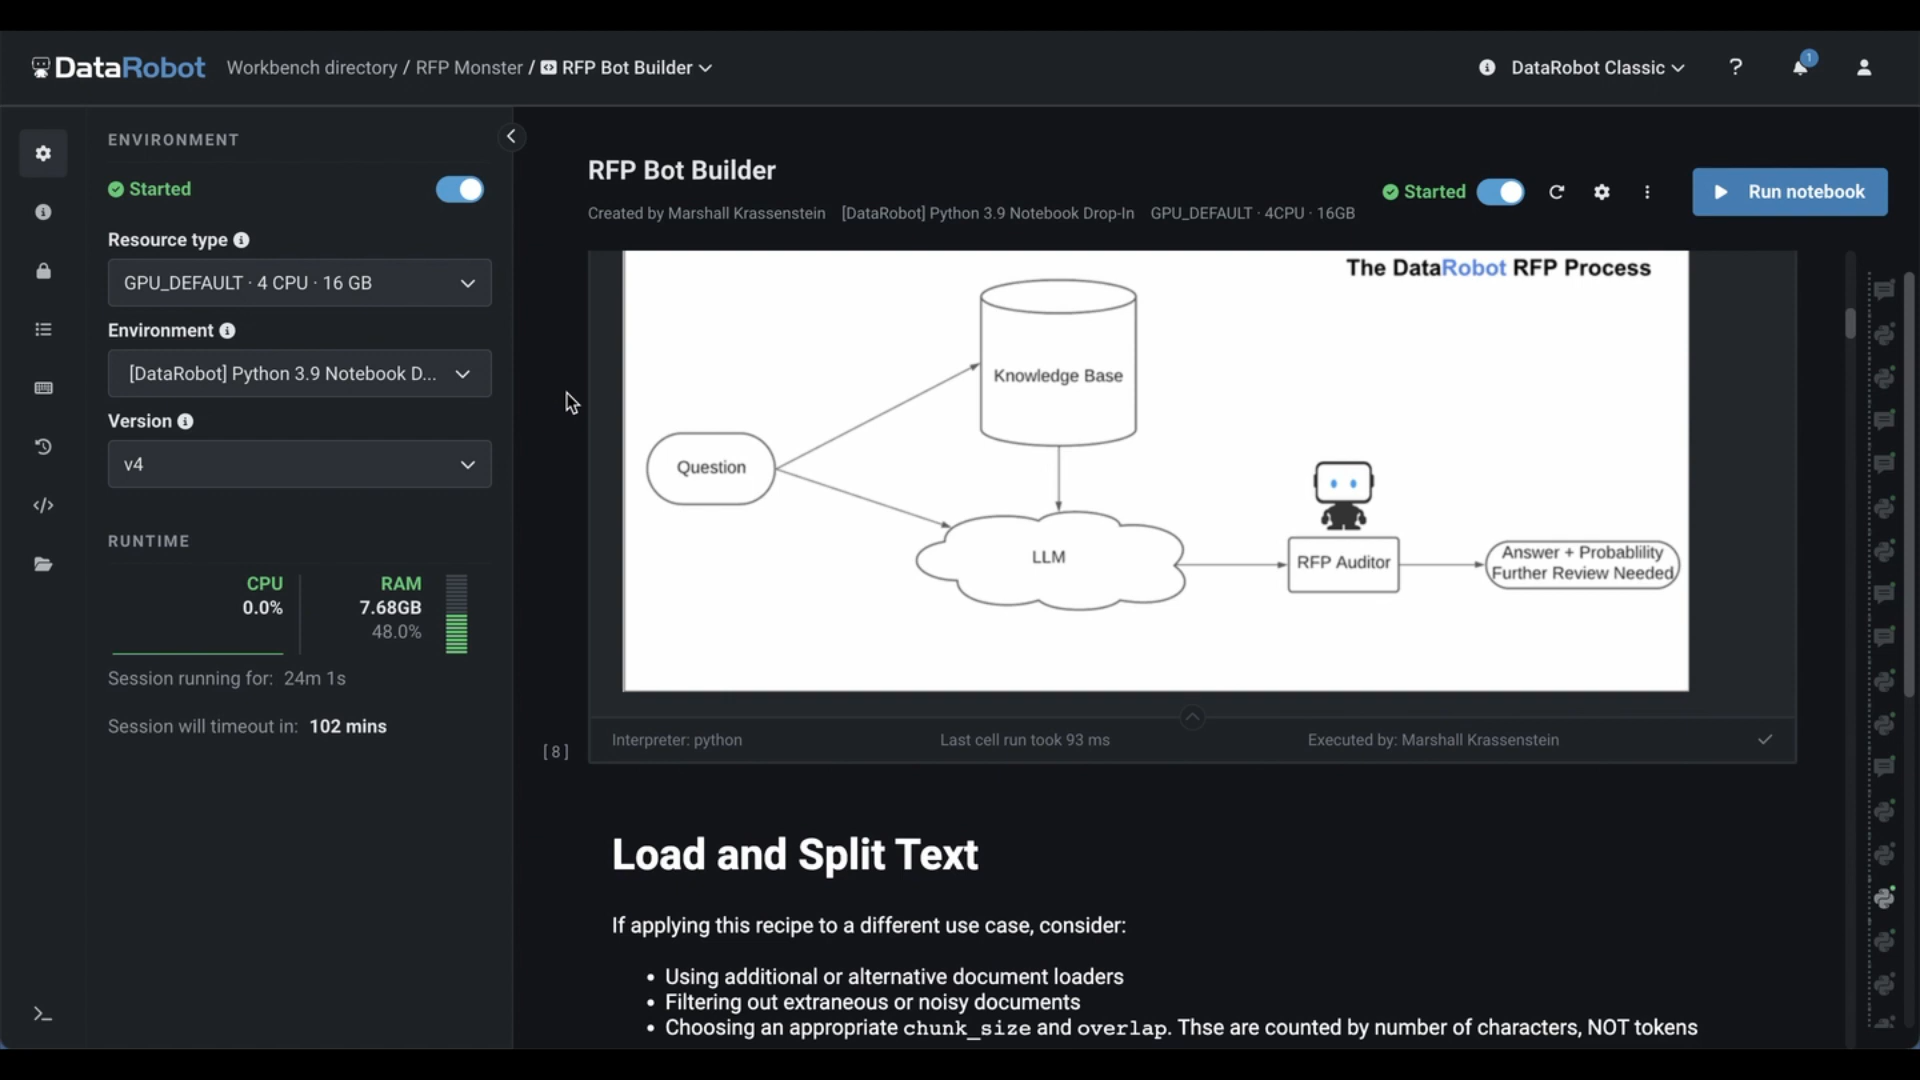 DataRobot Workbench directory / RFP Monster / RFP Bot Builder
DataRobot Classic
?
1
ENVIRONMENT
Started
Resource type
GPU_DEFAULT · 4 CPU · 16 GB
Environment
[DataRobot] Python 3.9 Notebook D...
Version
v4
RUNTIME
CPU
0.0%
RAM
7.68GB
48.0%
Session running for: 24m 1s
Session will timeout in: 102 mins
RFP Bot Builder
Created by Marshall Krassenstein [DataRobot] Python 3.9 Notebook Drop-In GPU_DEFAULT · 4CPU · 16GB
Started
Run notebook
The DataRobot RFP Process
Knowledge Base
Question
LLM
RFP Auditor
Answer + Probablility
Further Review Needed
[8]
Interpreter: python
Last cell run took 93 ms
Executed by: Marshall Krassenstein
Load and Split Text
If applying this recipe to a different use case, consider:
• Using additional or alternative document loaders
• Filtering out extraneous or noisy documents
• Choosing an appropriate chunk_size and overlap. Thse are counted by number of characters, NOT tokens